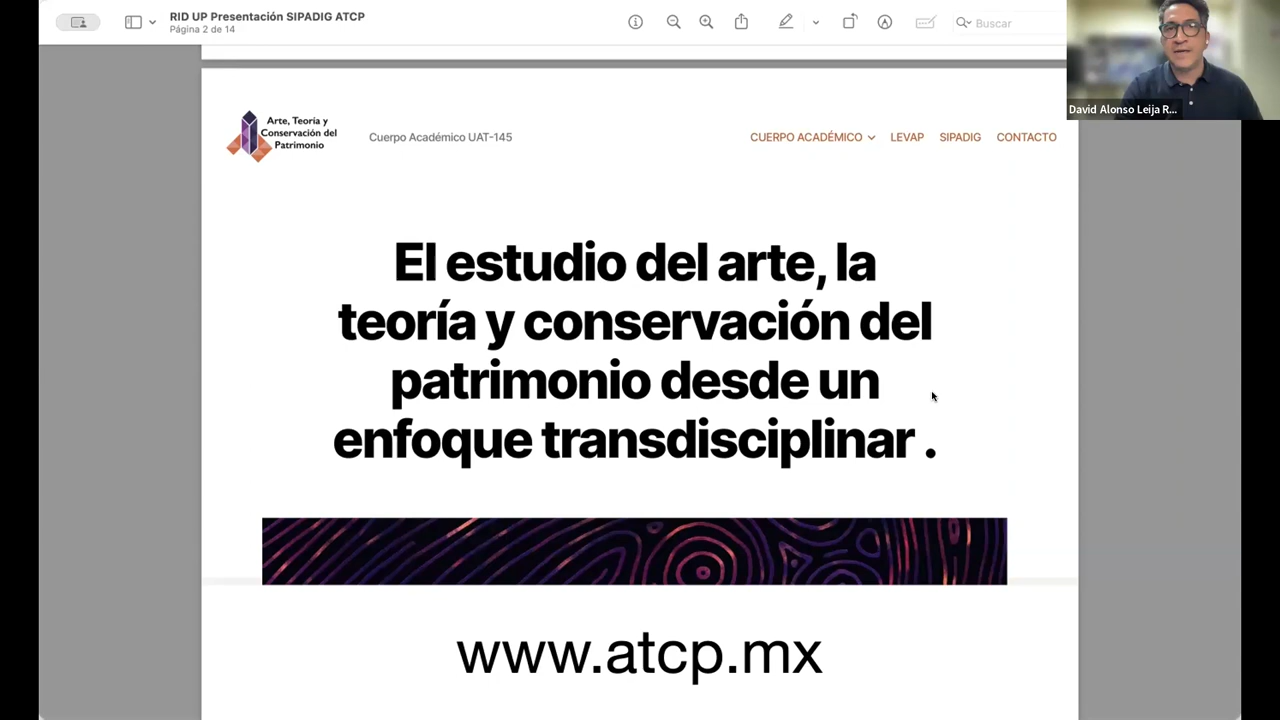 RID UP Presentación SIPADIG ATCP
Página 2 de 14
Buscar
David Alonso Leija R...
Arte, Teoría y
Conservación del
Patrimonio
Cuerpo Académico UAT-145
CUERPO ACADÉMICO
LEVAP
SIPADIG
CONTACTO
El estudio del arte, la
teoría y conservación del
patrimonio desde un
enfoque transdisciplinar .
www.atcp.mx